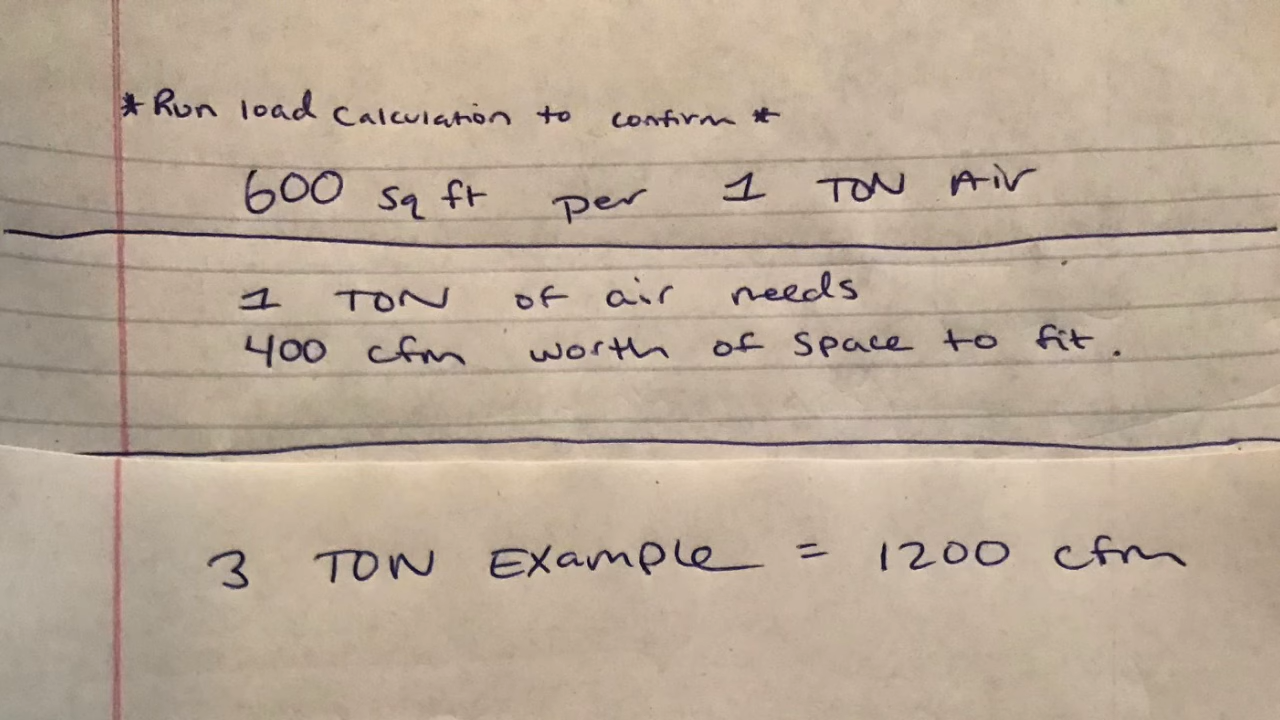 *Run load Calculation to confirm*
600 sq ft per 1 TON Air
1 TON of air needs
400 cfm worth of space to fit.
3 TON Example = 1200 cfm